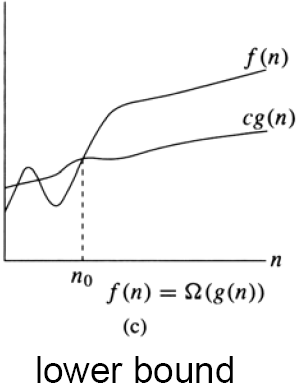 f(n)
cg(n)
n
n₀
f(n) = Ω(g(n))
(c)
lower bound